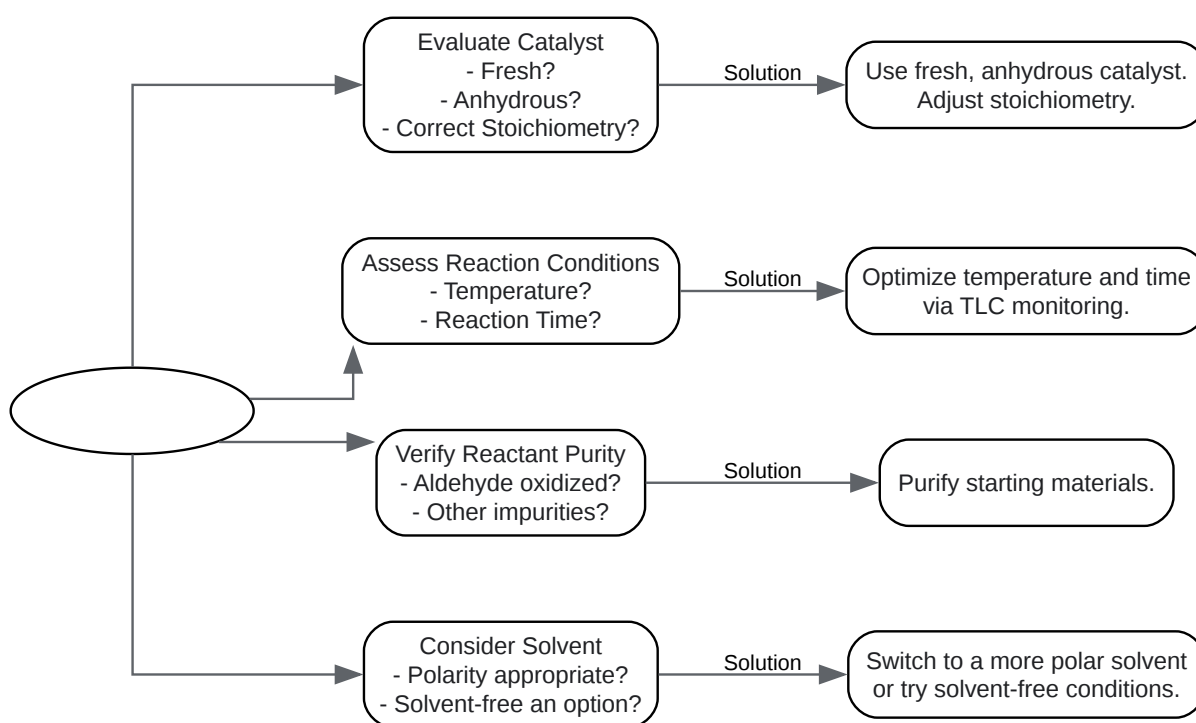 Evaluate Catalyst
- Fresh?
- Anhydrous?
- Correct Stoichiometry?
Solution
Use fresh, anhydrous catalyst.
Adjust stoichiometry.
Assess Reaction Conditions
- Temperature?
- Reaction Time?
Solution
Optimize temperature and time
via TLC monitoring.
Verify Reactant Purity
- Aldehyde oxidized?
- Other impurities?
Solution
Purify starting materials.
Consider Solvent
- Polarity appropriate?
- Solvent-free an option?
Solution
Switch to a more polar solvent
or try solvent-free conditions.